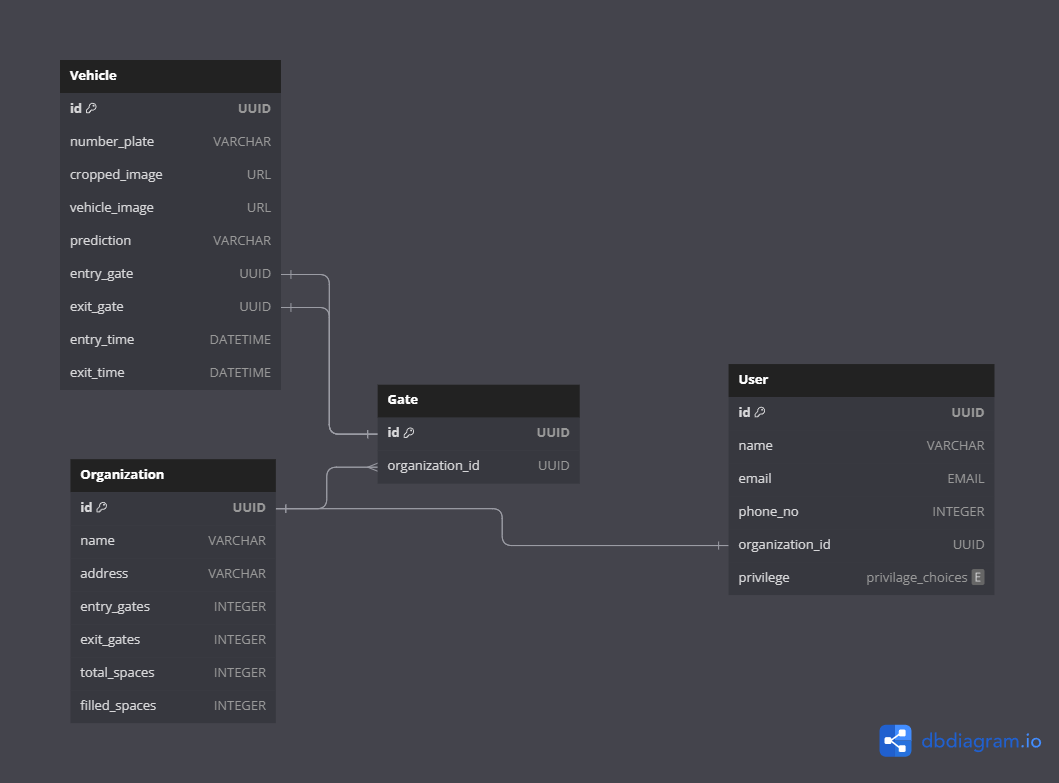 Vehicle
id UUID
number_plate VARCHAR
cropped_image URL
vehicle_image URL
prediction VARCHAR
entry_gate UUID
exit_gate UUID
entry_time DATETIME
exit_time DATETIME
Gate
id UUID
organization_id UUID
User
id UUID
name VARCHAR
email EMAIL
phone_no INTEGER
organization_id UUID
privilege privilage_choices E
Organization
id UUID
name VARCHAR
address VARCHAR
entry_gates INTEGER
exit_gates INTEGER
total_spaces INTEGER
filled_spaces INTEGER
dbdiagram.io